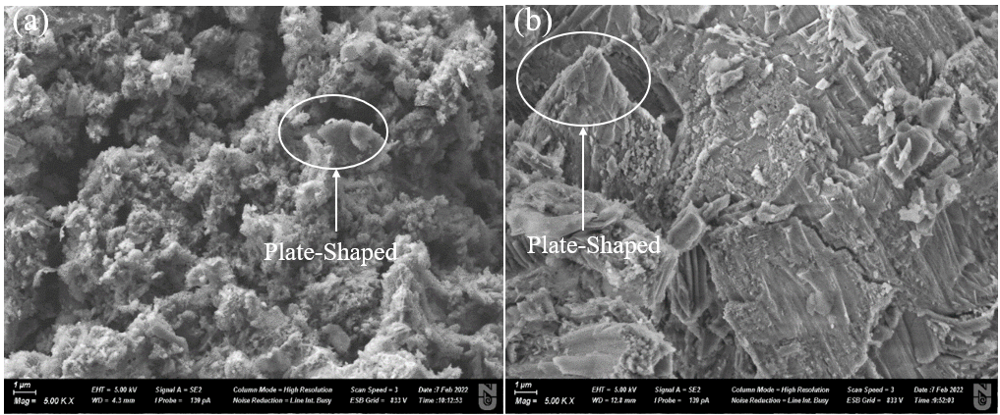 (a)
Plate-Shaped
1 µm
Mag = 5.00 K X
EHT = 5.00 kV
WD = 4.3 mm
Signal A = SE2
I Probe = 139 pA
Column Mode = High Resolution
Noise Reduction = Line Int. Busy
Scan Speed = 3
ESB Grid = 833 V
Date :7 Feb 2022
Time :10:12:53
(b)
Plate-Shaped
1 µm
Mag = 5.00 K X
EHT = 5.00 kV
WD = 12.8 mm
Signal A = SE2
I Probe = 139 pA
Column Mode = High Resolution
Noise Reduction = Line Int. Busy
Scan Speed = 3
ESB Grid = 833 V
Date :7 Feb 2022
Time :9:52:03